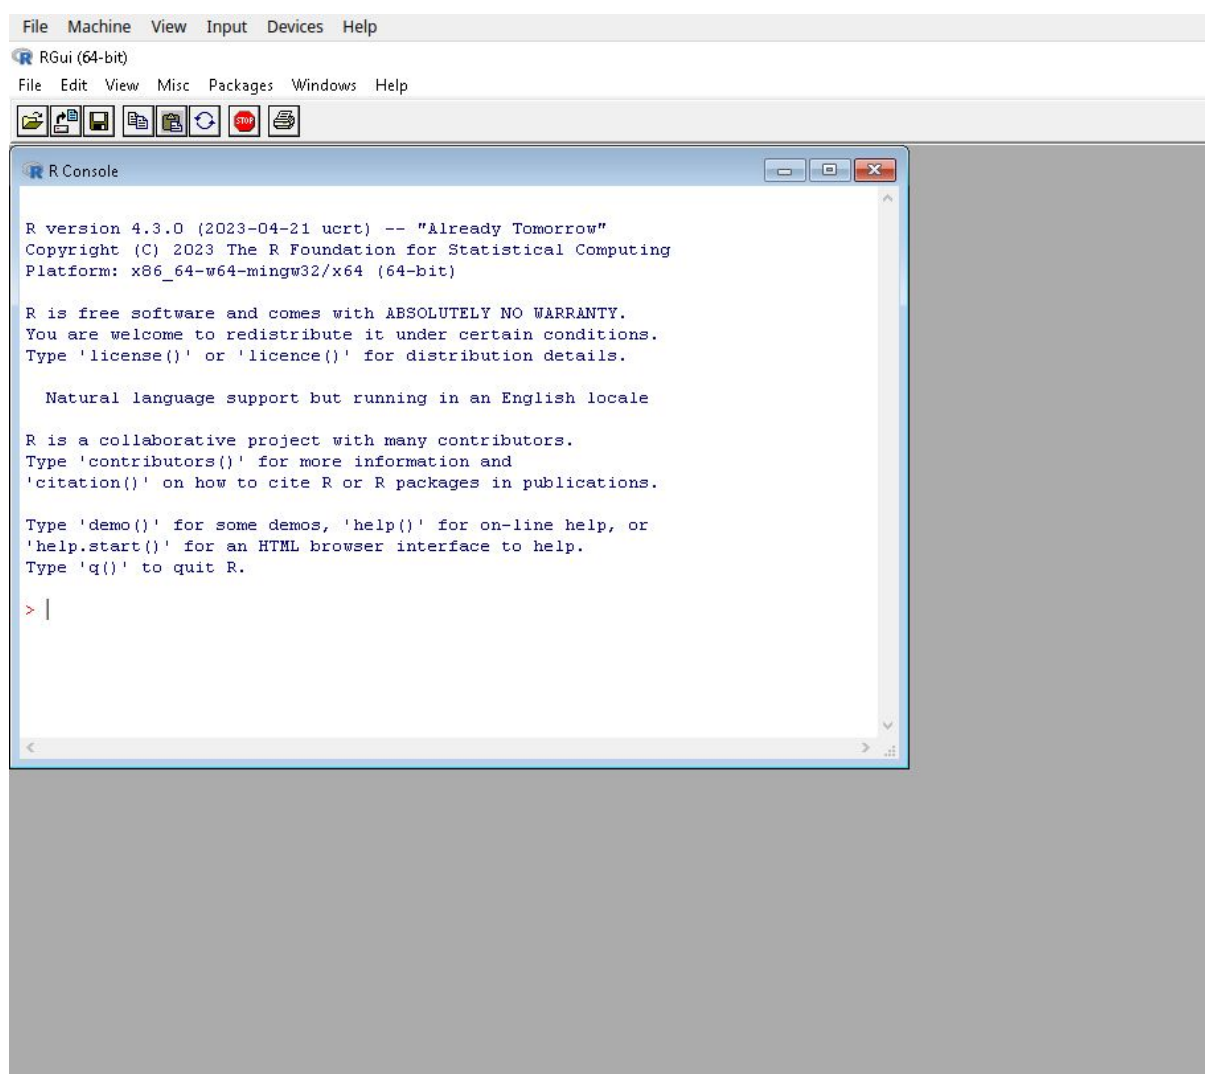 File Machine View Input Devices Help
RGui (64-bit)
File Edit View Misc Packages Windows Help
STOP
R Console
R version 4.3.0 (2023-04-21 ucrt) -- "Already Tomorrow"
Copyright (C) 2023 The R Foundation for Statistical Computing
Platform: x86_64-w64-mingw32/x64 (64-bit)
R is free software and comes with ABSOLUTELY NO WARRANTY.
You are welcome to redistribute it under certain conditions.
Type 'license()' or 'licence()' for distribution details.
Natural language support but running in an English locale
R is a collaborative project with many contributors.
Type 'contributors()' for more information and
'citation()' on how to cite R or R packages in publications.
Type 'demo()' for some demos, 'help()' for on-line help, or
'help.start()' for an HTML browser interface to help.
Type 'q()' to quit R.
>